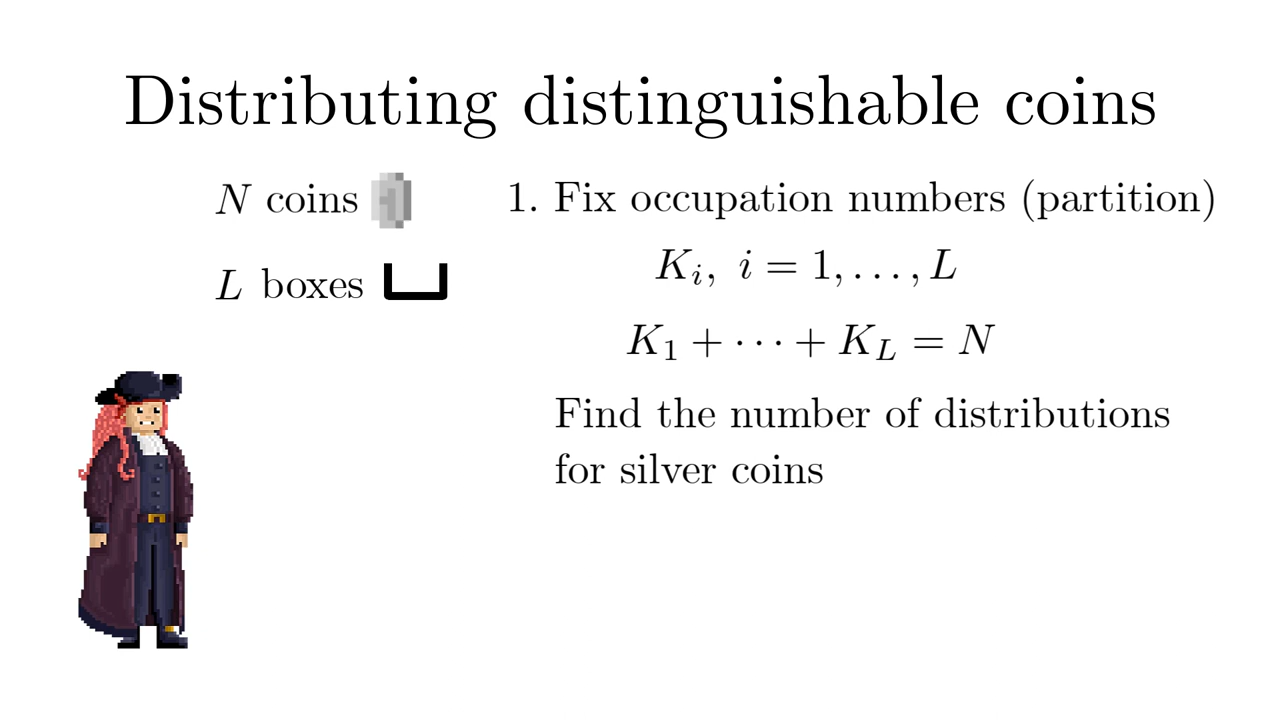 Distributing distinguishable coins
N coins
L boxes
1. Fix occupation numbers (partition)
K_i, i = 1, . . . , L
K_1 + · · · + K_L = N
Find the number of distributions
for silver coins